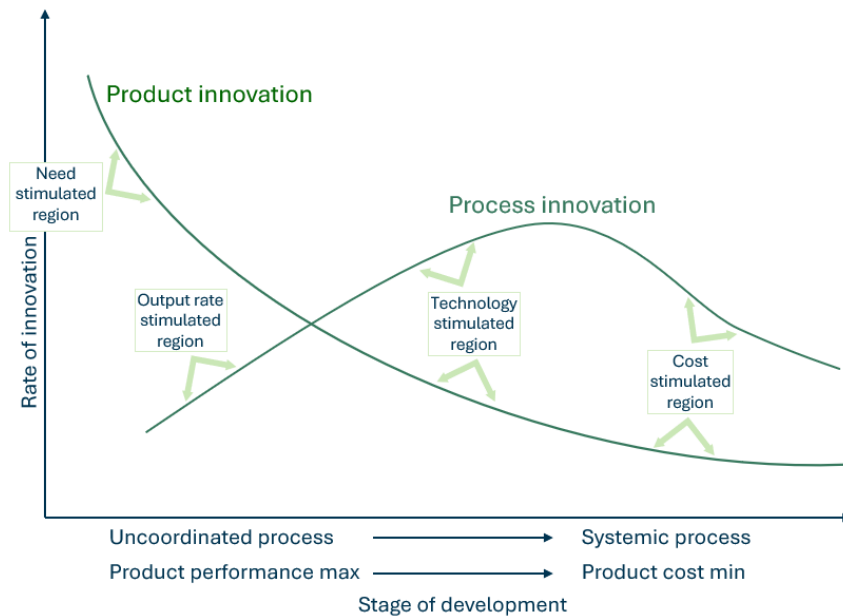 Product innovation
Need
stimulated
region
Process innovation
Output rate
stimulated
region
Technology
stimulated
region
Cost
stimulated
region
Rate of innovation
Uncoordinated process
Systemic process
Product performance max
Product cost min
Stage of development